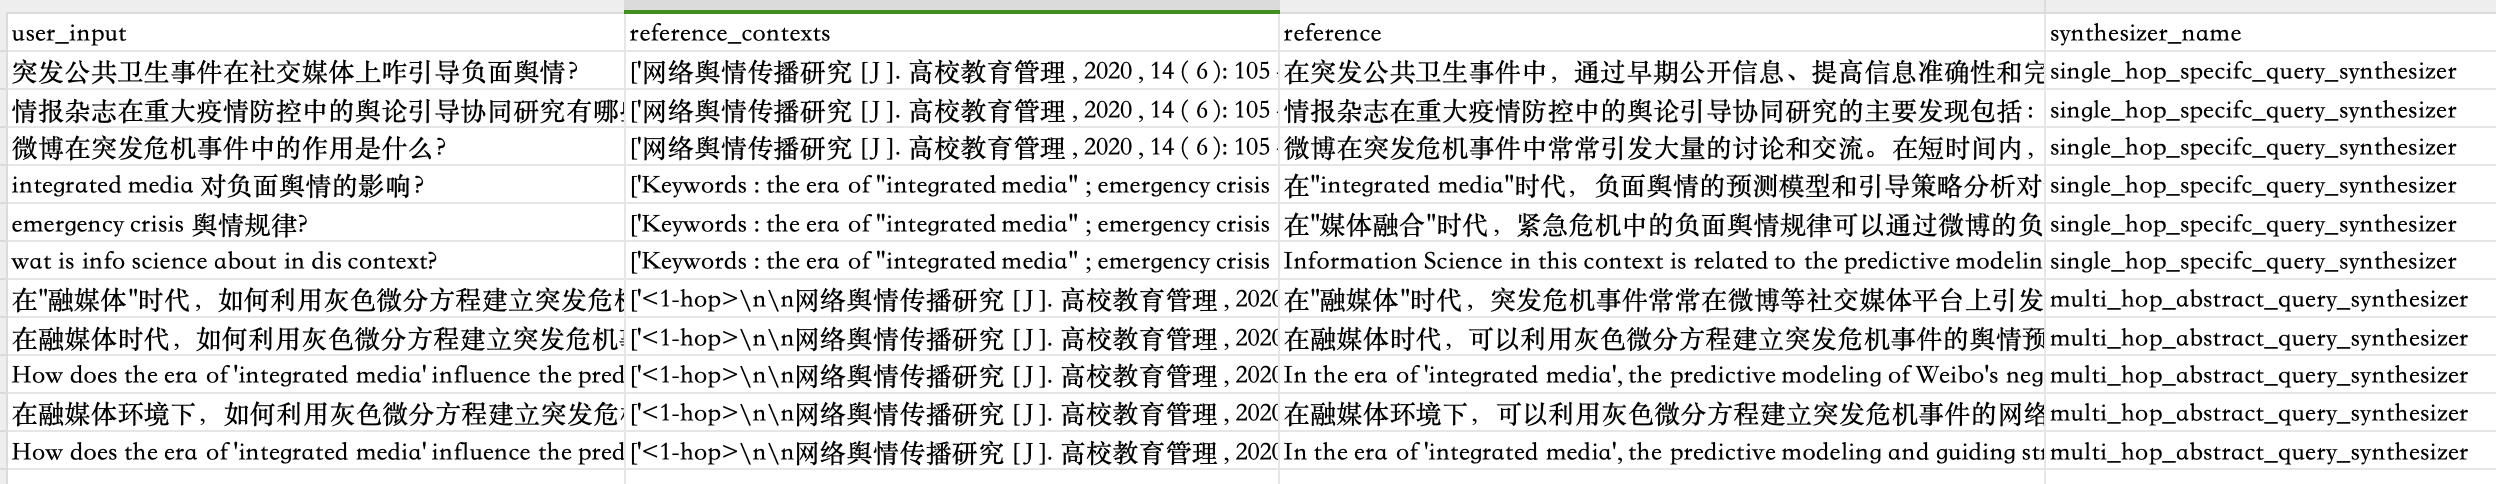 user_input reference_contexts reference synthesizer_name
突发公共卫生事件在社交媒体上咋引导负面舆情? ['网络舆情传播研究 [J]. 高校教育管理 , 2020 , 14 ( 6): 105 在突发公共卫生事件中，通过早期公开信息、提高信息准确性和完 single_hop_specifc_query_synthesizer
情报杂志在重大疫情防控中的舆论引导协同研究有哪 ['网络舆情传播研究 [J]. 高校教育管理 , 2020 , 14 ( 6): 105 情报杂志在重大疫情防控中的舆论引导协同研究的主要发现包括： single_hop_specifc_query_synthesizer
微博在突发危机事件中的作用是什么? ['网络舆情传播研究 [J]. 高校教育管理 , 2020 , 14 ( 6): 105 微博在突发危机事件中常常引发大量的讨论和交流。在短时间内， single_hop_specifc_query_synthesizer
integrated media 对负面舆情的影响? ['Keywords : the era of "integrated media" ; emergency crisis 在"integrated media"时代，负面舆情的预测模型和引导策略分析对 single_hop_specifc_query_synthesizer
emergency crisis 舆情规律? ['Keywords : the era of "integrated media" ; emergency crisis 在"媒体融合"时代，紧急危机中的负面舆情规律可以通过微博的负 single_hop_specifc_query_synthesizer
wat is info science about in dis context? ['Keywords : the era of "integrated media" ; emergency crisis Information Science in this context is related to the predictive modelin single_hop_specifc_query_synthesizer
在"融媒体"时代，如何利用灰色微分方程建立突发危 ['<1-hop>\n\n网络舆情传播研究 [J]. 高校教育管理 , 2020 在"融媒体"时代，突发危机事件常常在微博等社交媒体平台上引发 multi_hop_abstract_query_synthesizer
在融媒体时代，如何利用灰色微分方程建立突发危机 ['<1-hop>\n\n网络舆情传播研究 [J]. 高校教育管理 , 2020 在融媒体时代，可以利用灰色微分方程建立突发危机事件的舆情预 multi_hop_abstract_query_synthesizer
How does the era of 'integrated media' influence the pred ['<1-hop>\n\n网络舆情传播研究 [J]. 高校教育管理 , 2020 In the era of 'integrated media', the predictive modeling of Weibo's neg multi_hop_abstract_query_synthesizer
在融媒体环境下，如何利用灰色微分方程建立突发危 ['<1-hop>\n\n网络舆情传播研究 [J]. 高校教育管理 , 2020 在融媒体环境下，可以利用灰色微分方程建立突发危机事件的网络 multi_hop_abstract_query_synthesizer
How does the era of 'integrated media' influence the pred ['<1-hop>\n\n网络舆情传播研究 [J]. 高校教育管理 , 2020 In the era of 'integrated media', the predictive modeling and guiding str multi_hop_abstract_query_synthesizer